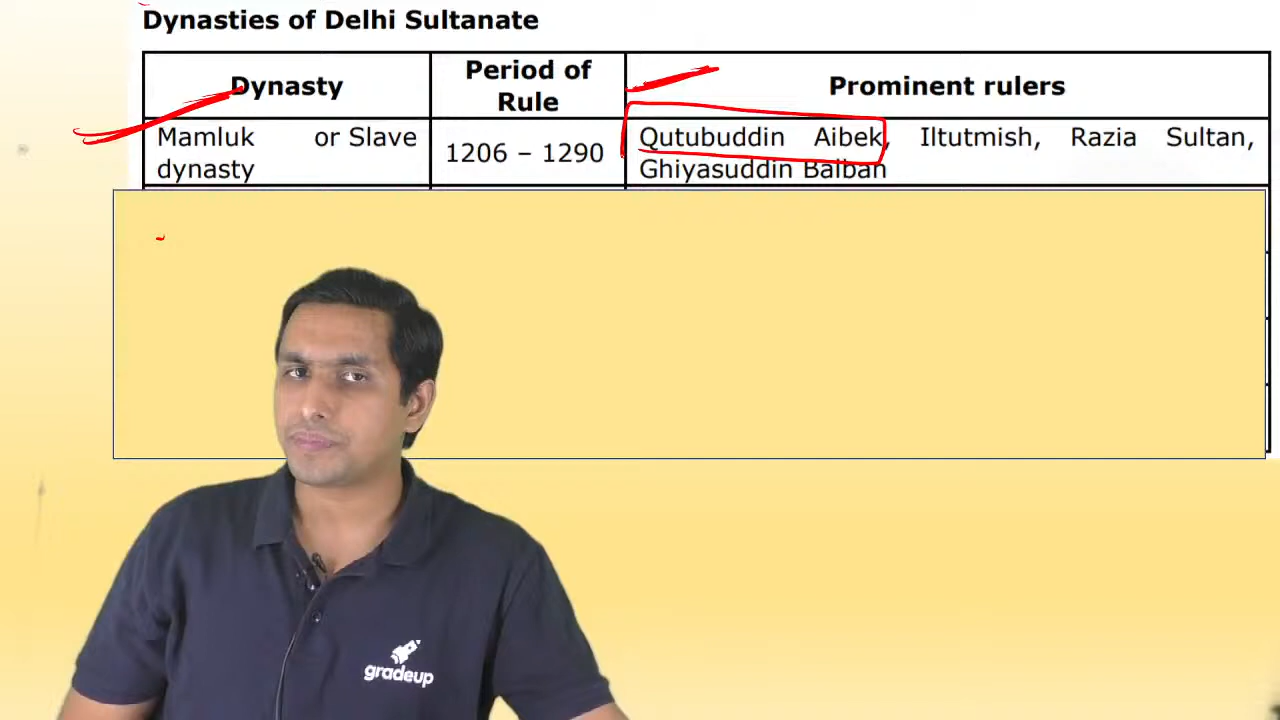 Dynasties of Delhi Sultanate
Dynasty
Period of
Rule
Prominent rulers
Mamluk or Slave
dynasty
1206 – 1290
Qutubuddin Aibek, Iltutmish, Razia Sultan,
Ghiyasuddin Balban
gradeup